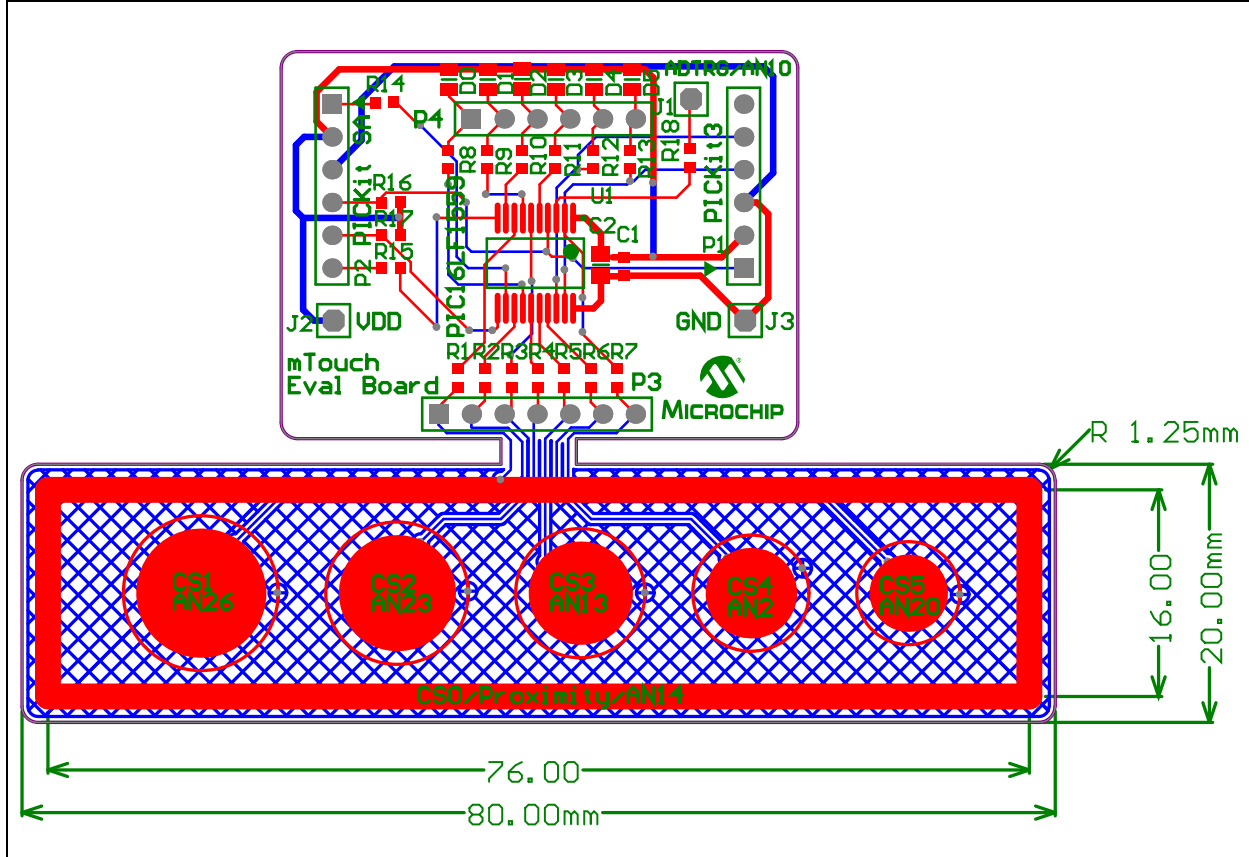 ADTRG/AN10
R14
D0
D1
D2
D3
D4
D5
P4
J1
PICKit SA
R8
R9
R10
R11
R12
R13
R18
PICKit3
R16
R17
R15
P2
PIC16LF1559
U1
C2
C1
P1
J2
VDD
GND
J3
mTouch
Eval Board
R1
R2
R3
R4
R5
R6
R7
P3
MICROCHIP
R 1.25mm
CS1
AN26
CS2
AN23
CS3
AN13
CS4
AN2
CS5
AN20
CS0/Proximity/AN14
16.00
20.00mm
76.00
80.00mm